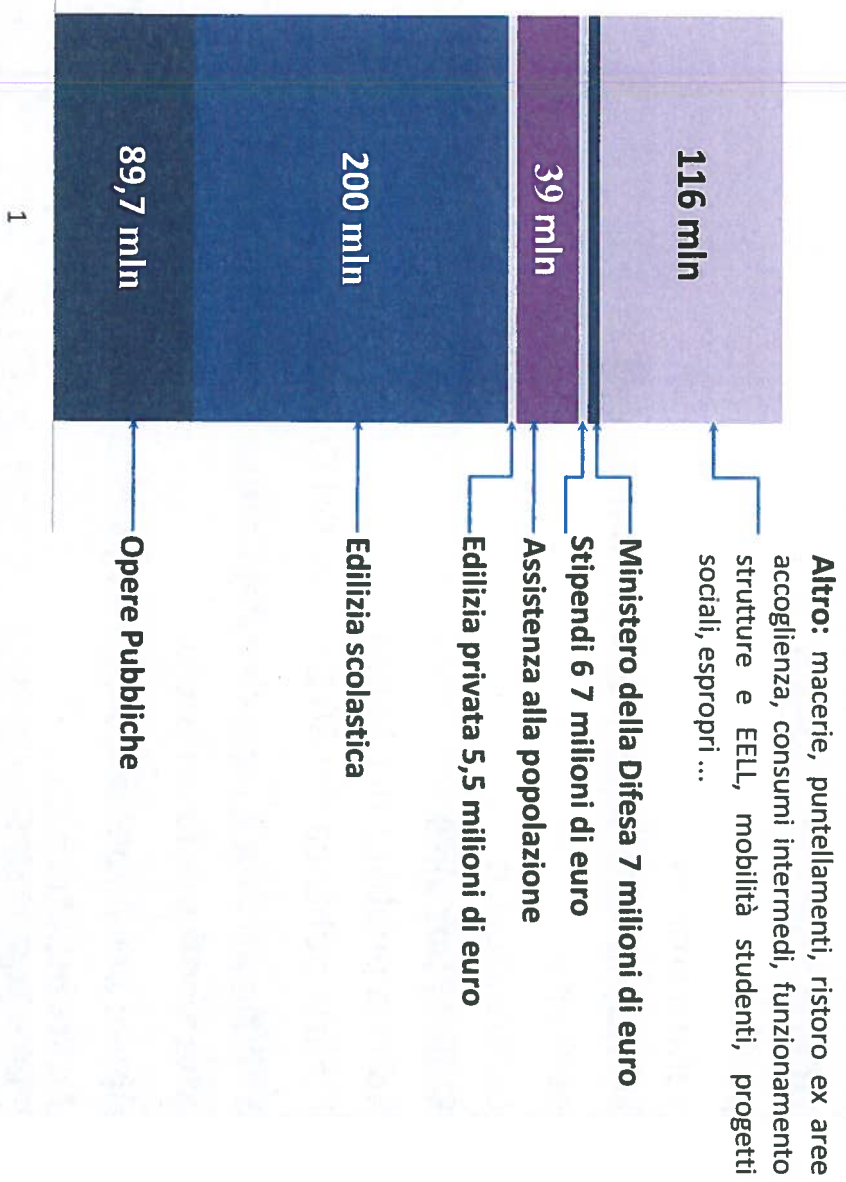 116 mln
39 mln
200 mln
89,7 mln
Altro: macerie, puntellamenti, ristoro ex aree
accoglienza, consumi intermedi, funzionamento
strutture e EELL, mobilità studenti, progetti
sociali, espropri ...
Ministero della Difesa 7 milioni di euro
Stipendi 6 7 milioni di euro
Assistenza alla popolazione
Edilizia privata 5,5 milioni di euro
Edilizia scolastica
Opere Pubbliche
1